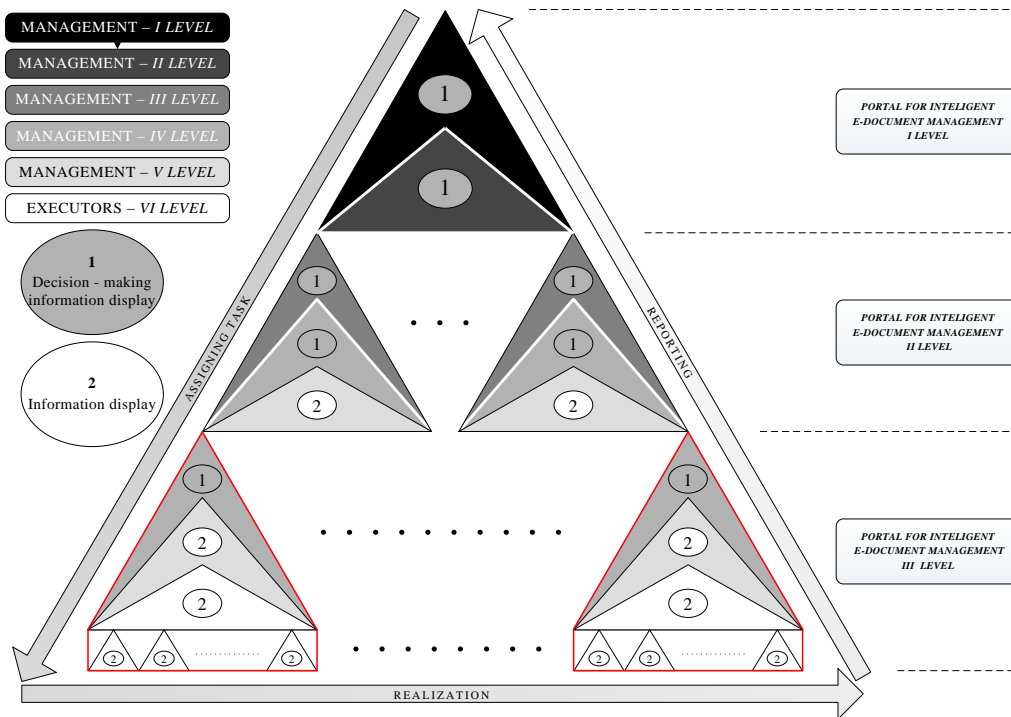 MANAGEMENT – I LEVEL
MANAGEMENT – II LEVEL
MANAGEMENT – III LEVEL
MANAGEMENT – IV LEVEL
MANAGEMENT – V LEVEL
EXECUTORS – VI LEVEL
1
Decision - making
information display
2
Information display
ASSIGNING TASK
REPORTING
REALIZATION
1
1
1
1
2
. . .
1
1
2
1
2
2
2
2
.............
2
. . . . . . . . . .
. . . . . . . .
1
2
2
2
2
.............
2
PORTAL FOR INTELIGENT
E-DOCUMENT MANAGEMENT
I LEVEL
PORTAL FOR INTELIGENT
E-DOCUMENT MANAGEMENT
II LEVEL
PORTAL FOR INTELIGENT
E-DOCUMENT MANAGEMENT
III LEVEL